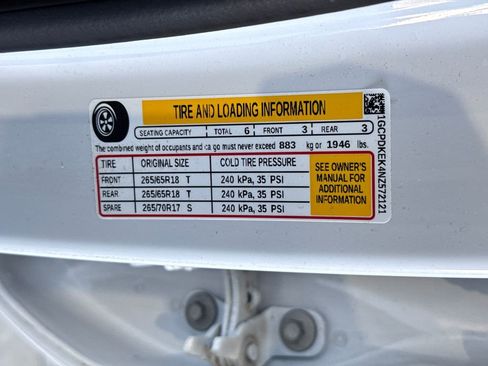 TIRE AND LOADING INFORMATION
SEATING CAPACITY TOTAL 6 FRONT 3 REAR 3
The combined weight of occupants and ca go must never exceed 883 kg or 1946 lbs.
TIRE ORIGINAL SIZE COLD TIRE PRESSURE
FRONT 265/65R18 T 240 kPa, 35 PSI
REAR 265/65R18 T 240 kPa, 35 PSI
SPARE 265/70R17 S 240 kPa, 35 PSI
SEE OWNER'S
MANUAL FOR
ADDITIONAL
INFORMATION
1GCPDKEK4NZ572121